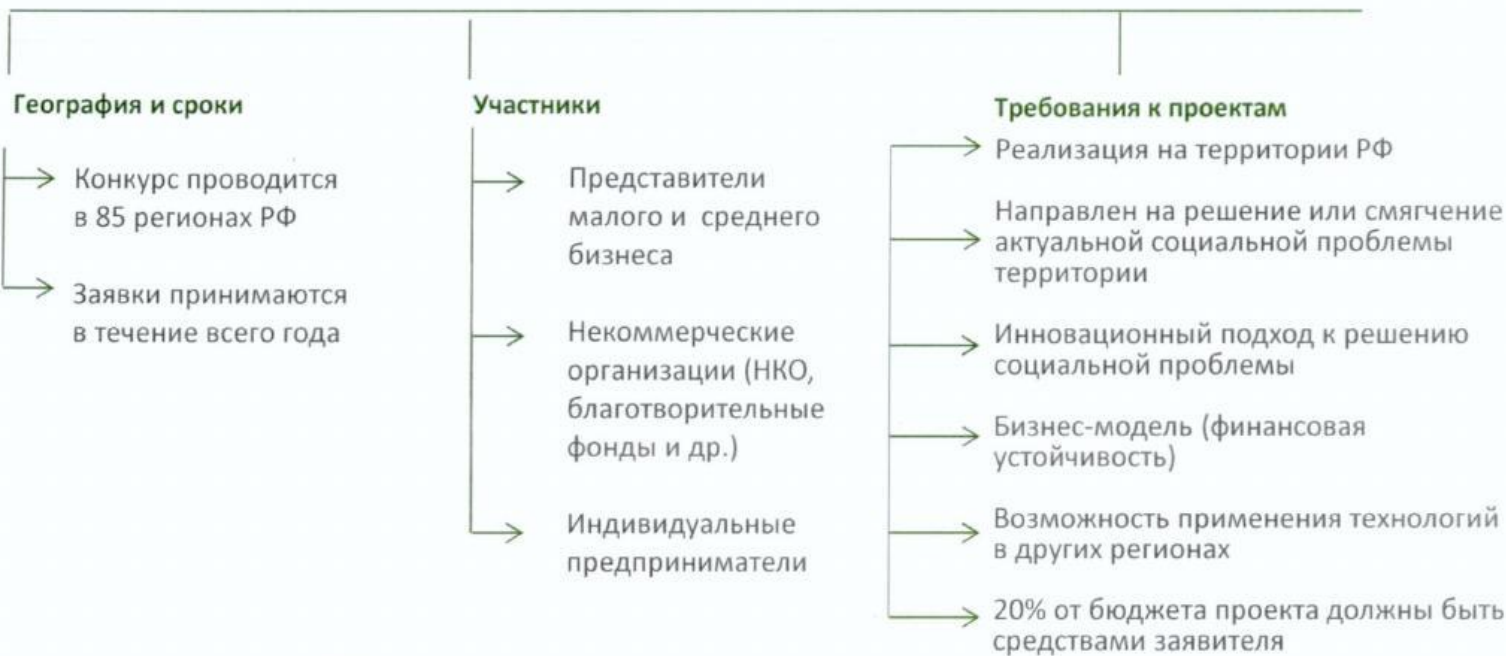 География и сроки
Конкурс проводится
в 85 регионах РФ
Заявки принимаются
в течение всего года
Участники
Представители
малого и среднего
бизнеса
Некоммерческие
организации (НКО,
благотворительные
фонды и др.)
Индивидуальные
предприниматели
Требования к проектам
Реализация на территории РФ
Направлен на решение или смягчение
актуальной социальной проблемы
территории
Инновационный подход к решению
социальной проблемы
Бизнес-модель (финансовая
устойчивость)
Возможность применения технологий
в других регионах
20% от бюджета проекта должны быть
средствами заявителя